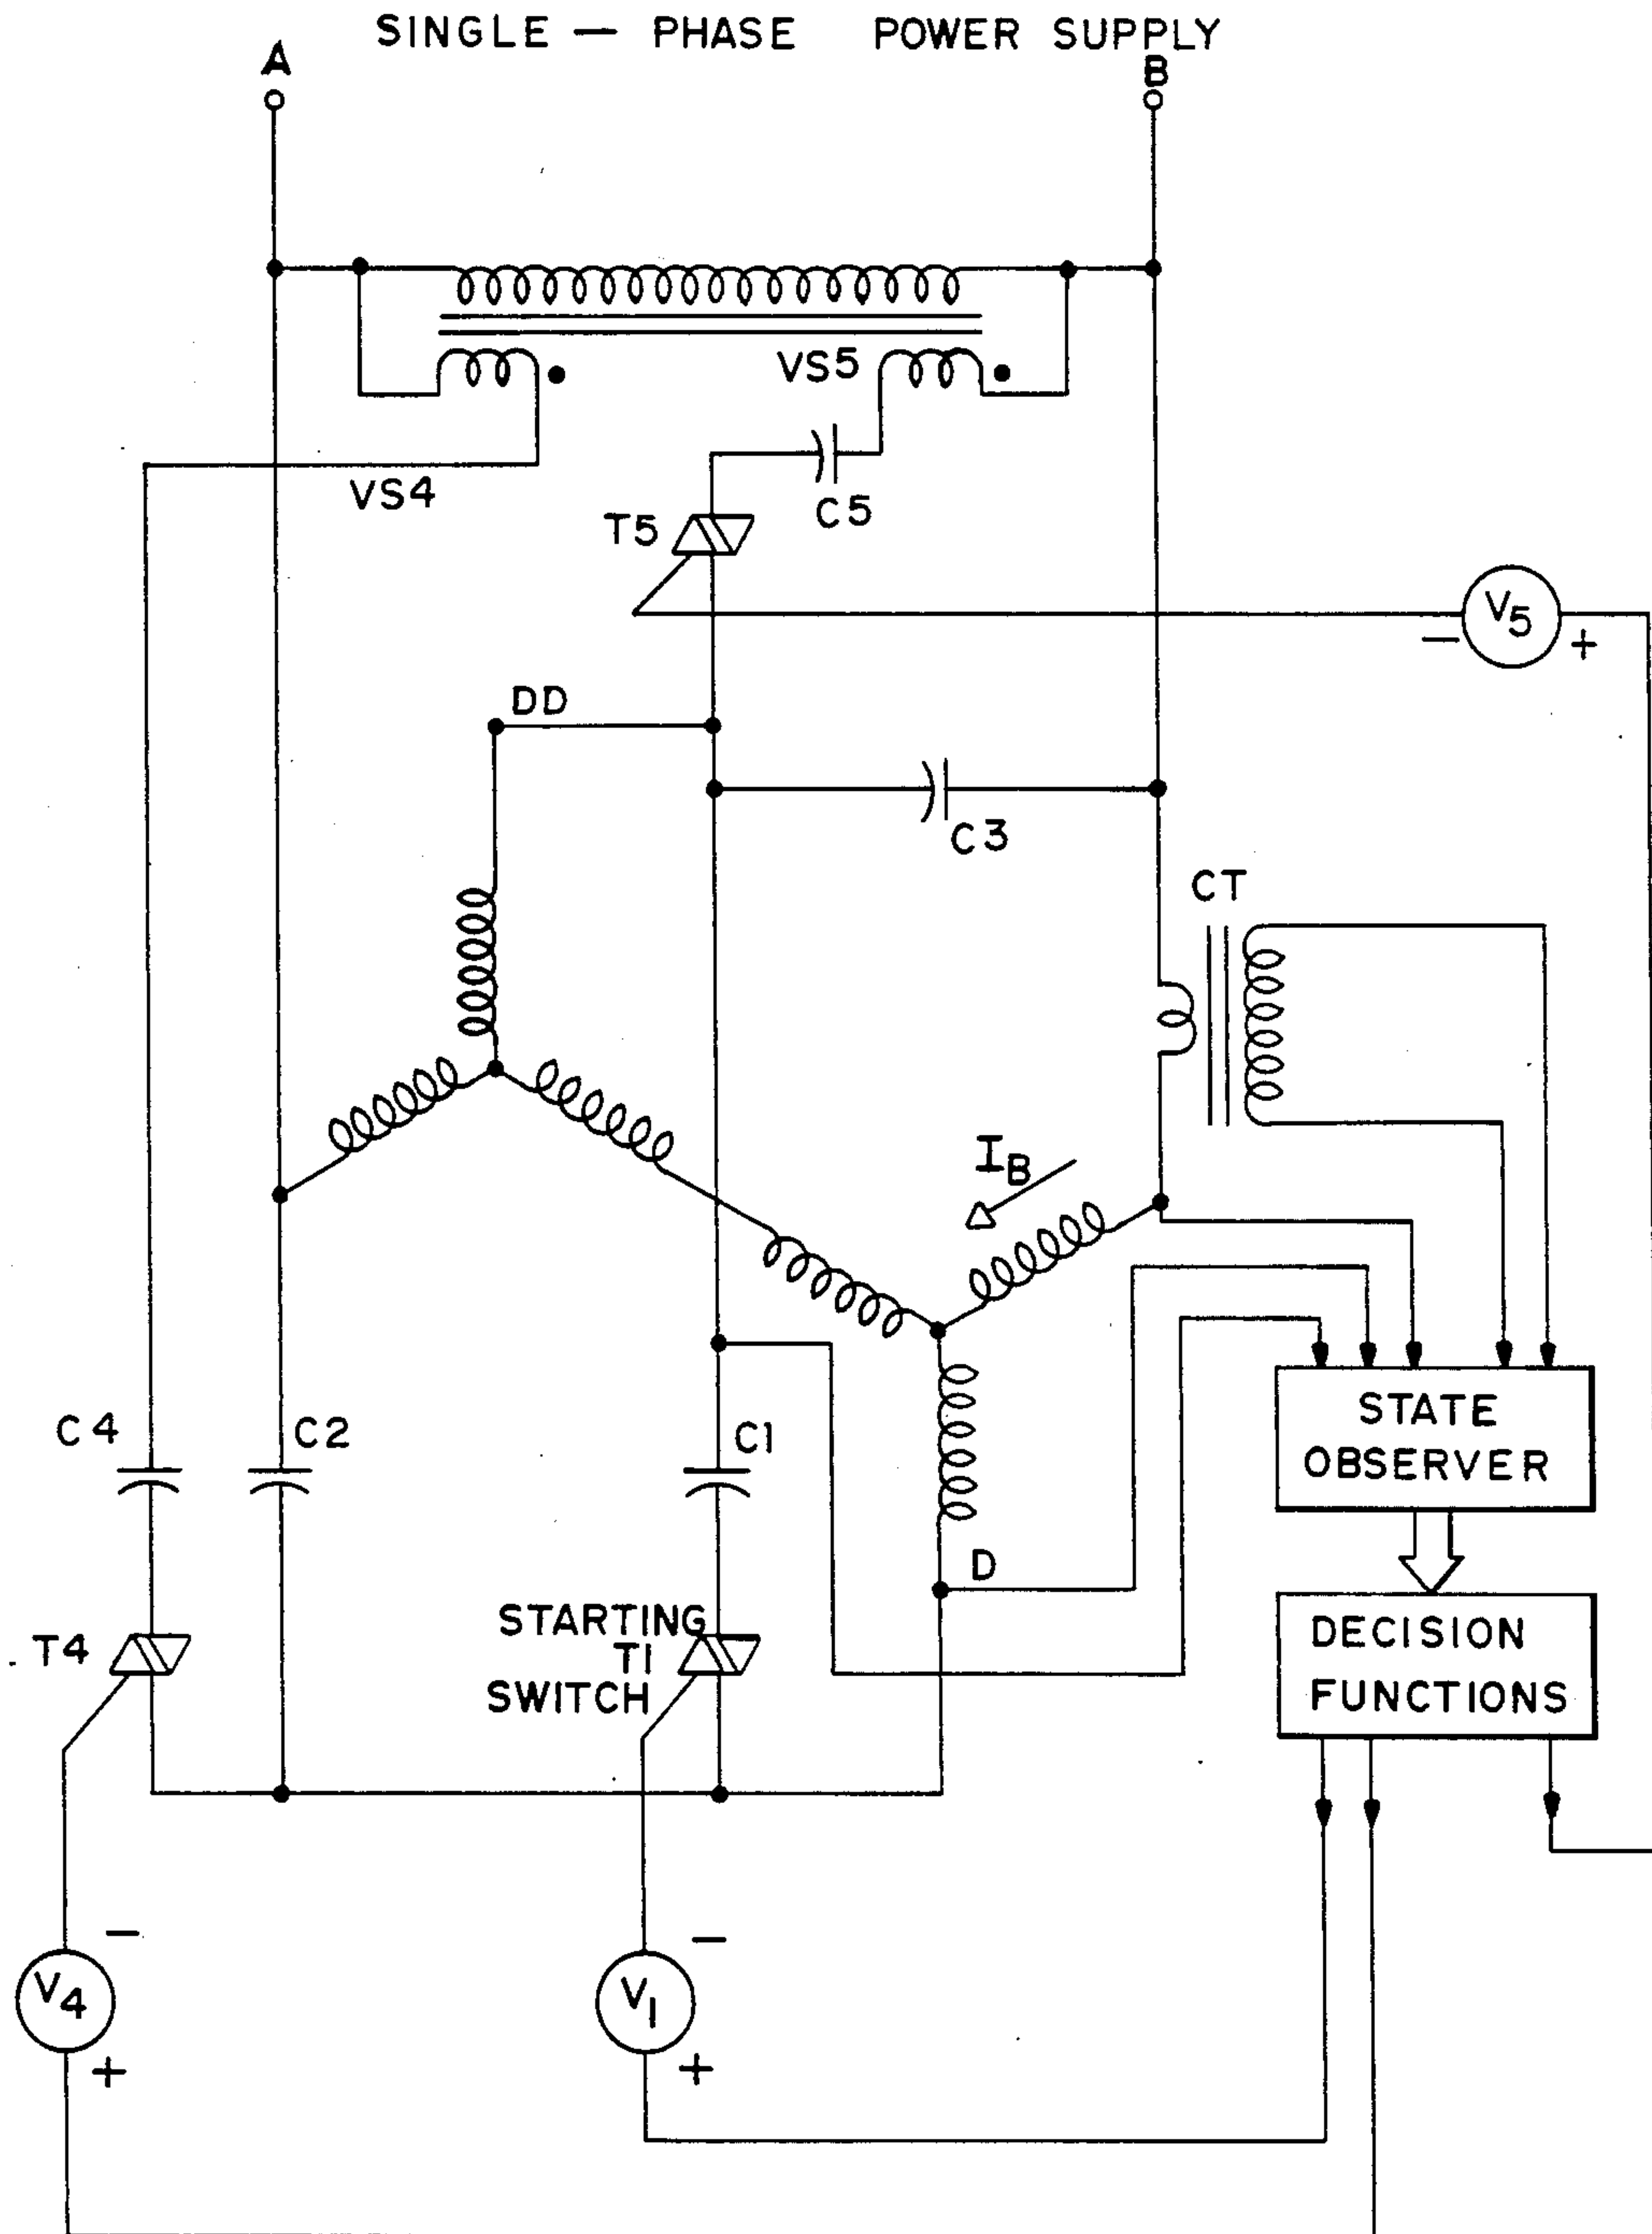 SINGLE — PHASE POWER SUPPLY
A
B
VS5
VS4
C5
T5
V5
− +
DD
C3
CT
IB
C4
C2
C1
STATE
OBSERVER
D
STARTING
T4
T1
SWITCH
DECISION
FUNCTIONS
−
−
V4
V1
+
+